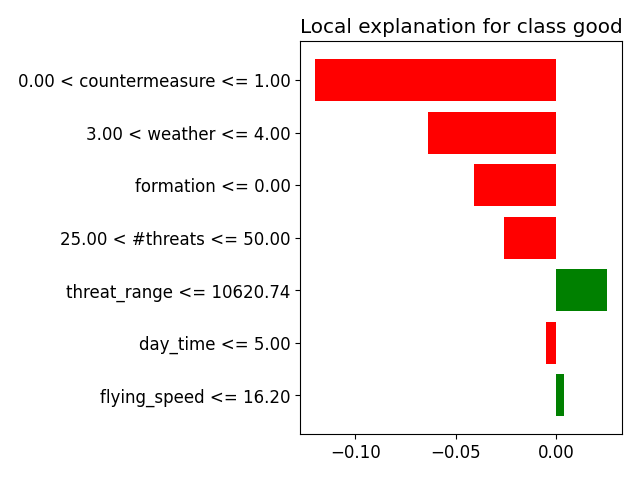 Local explanation for class good
0.00 < countermeasure <= 1.00
3.00 < weather <= 4.00
formation <= 0.00
25.00 < #threats <= 50.00
threat_range <= 10620.74
day_time <= 5.00
flying_speed <= 16.20
−0.10 −0.05 0.00